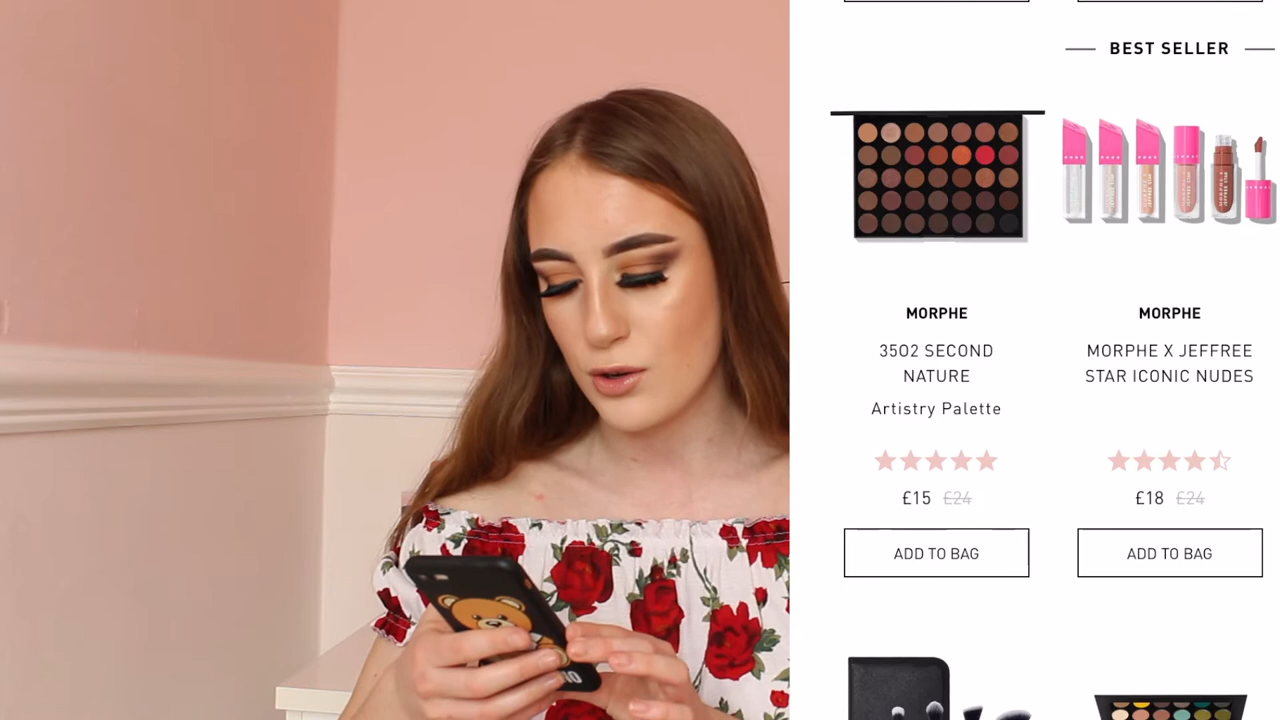 BEST SELLER
MORPHE
3502 SECOND
NATURE
Artistry Palette
£15 £24
ADD TO BAG
MORPHE
MORPHE X JEFFREE
STAR ICONIC NUDES
£18 £24
ADD TO BAG